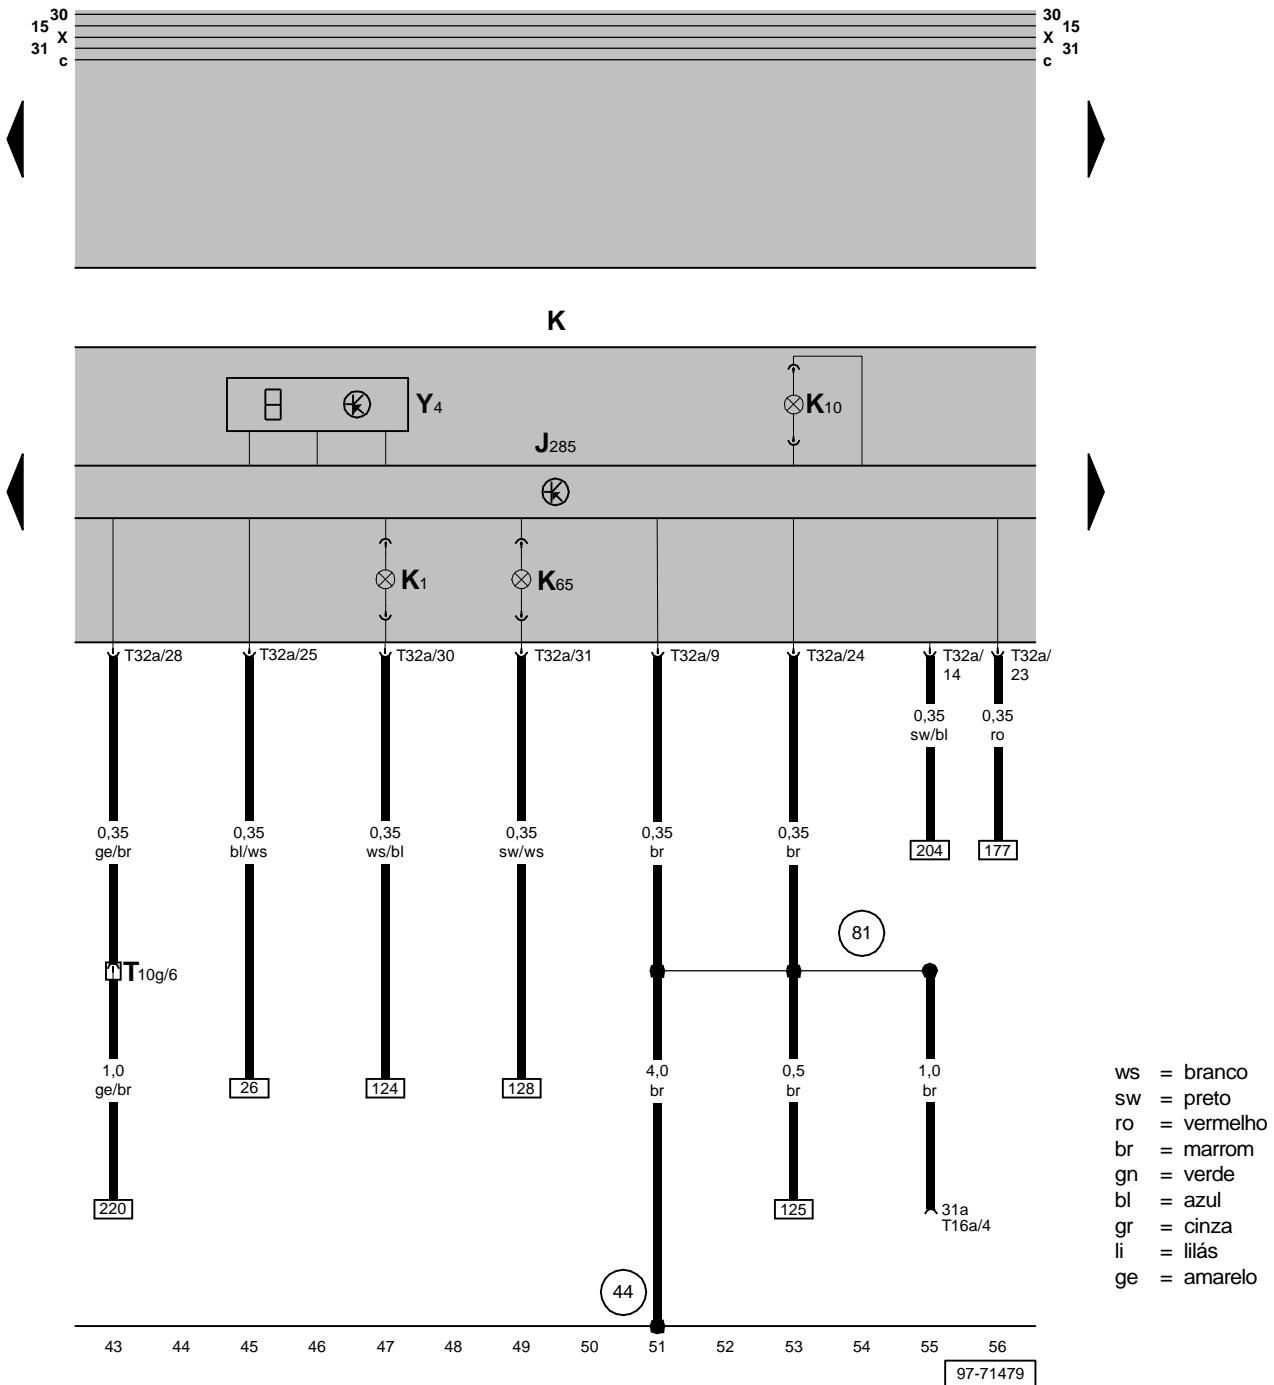 30 30
15 15
X X
31 31
c c
K
Y4
K10
J285
K1
K65
T32a/28 T32a/25 T32a/30 T32a/31 T32a/9 T32a/24 T32a/ T32a/
14 23
0,35 0,35
sw/bl ro
0,35 0,35 0,35 0,35 0,35 0,35
ge/br bl/ws ws/bl sw/ws br br
204 177
81
T10g/6
1,0 4,0 0,5 1,0
ge/br br br br
26 124 128
220 125
31a
T16a/4
ws = branco
sw = preto
ro = vermelho
br = marrom
gn = verde
bl = azul
gr = cinza
li = lilás
ge = amarelo
44
43 44 45 46 47 48 49 50 51 52 53 54 55 56
97-71479